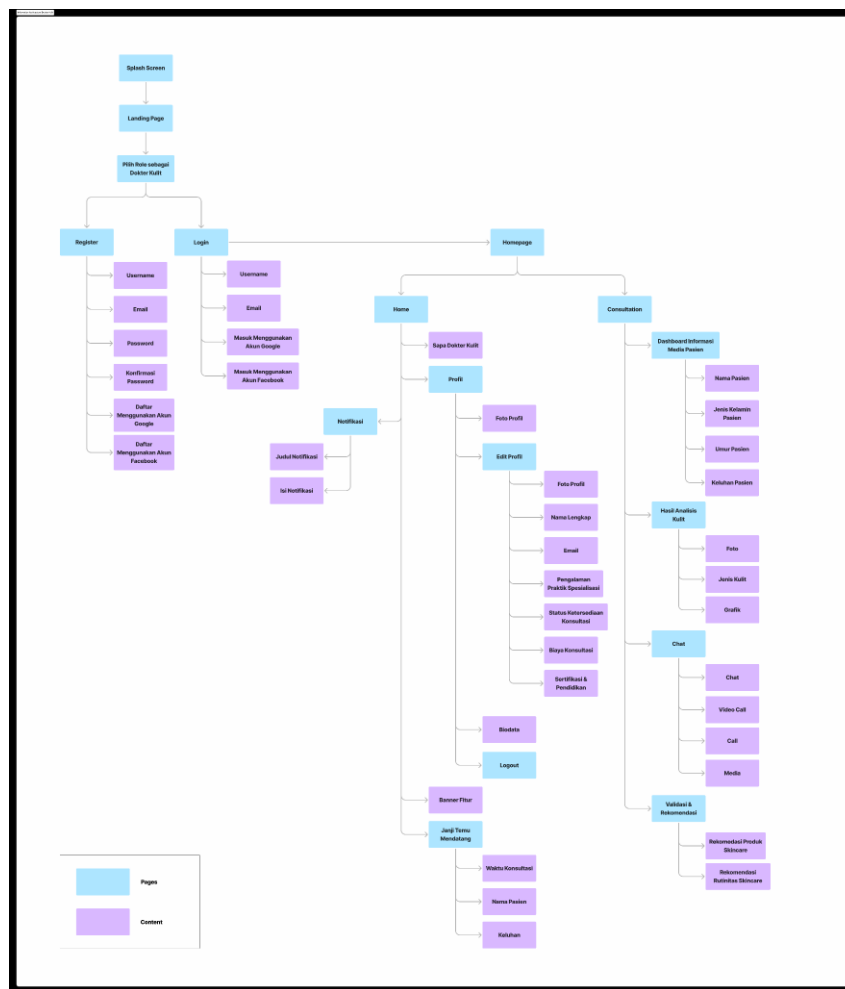 Splash Screen
Landing Page
Pilih Role sebagai
Dokter Kulit
Register
Login
Homepage
Username
Email
Password
Konfirmasi
Password
Daftar
Menggunakan Akun
Google
Daftar
Menggunakan Akun
Facebook
Username
Email
Masuk Menggunakan
Akun Google
Masuk Menggunakan
Akun Facebook
Home
Consultation
Sapa Dokter Kulit
Profil
Foto Profil
Notifikasi
Judul Notifikasi
Isi Notifikasi
Edit Profil
Foto Profil
Nama Lengkap
Email
Pengalaman
Praktik Spesialisasi
Status Ketersediaan
Konsultasi
Biaya Konsultasi
Sertifikasi &
Pendidikan
Biodata
Logout
Banner Fitur
Janji Temu
Mendatang
Waktu Konsultasi
Nama Pasien
Keluhan
Dashboard Informasi
Medis Pasien
Nama Pasien
Jenis Kelamin
Pasien
Umur Pasien
Keluhan Pasien
Hasil Analisis
Kulit
Foto
Jenis Kulit
Grafik
Chat
Chat
Video Call
Call
Media
Validasi &
Rekomendasi
Rekomedasi Produk
Skincare
Rekomendasi
Rutinitas Skincare
Pages
Content